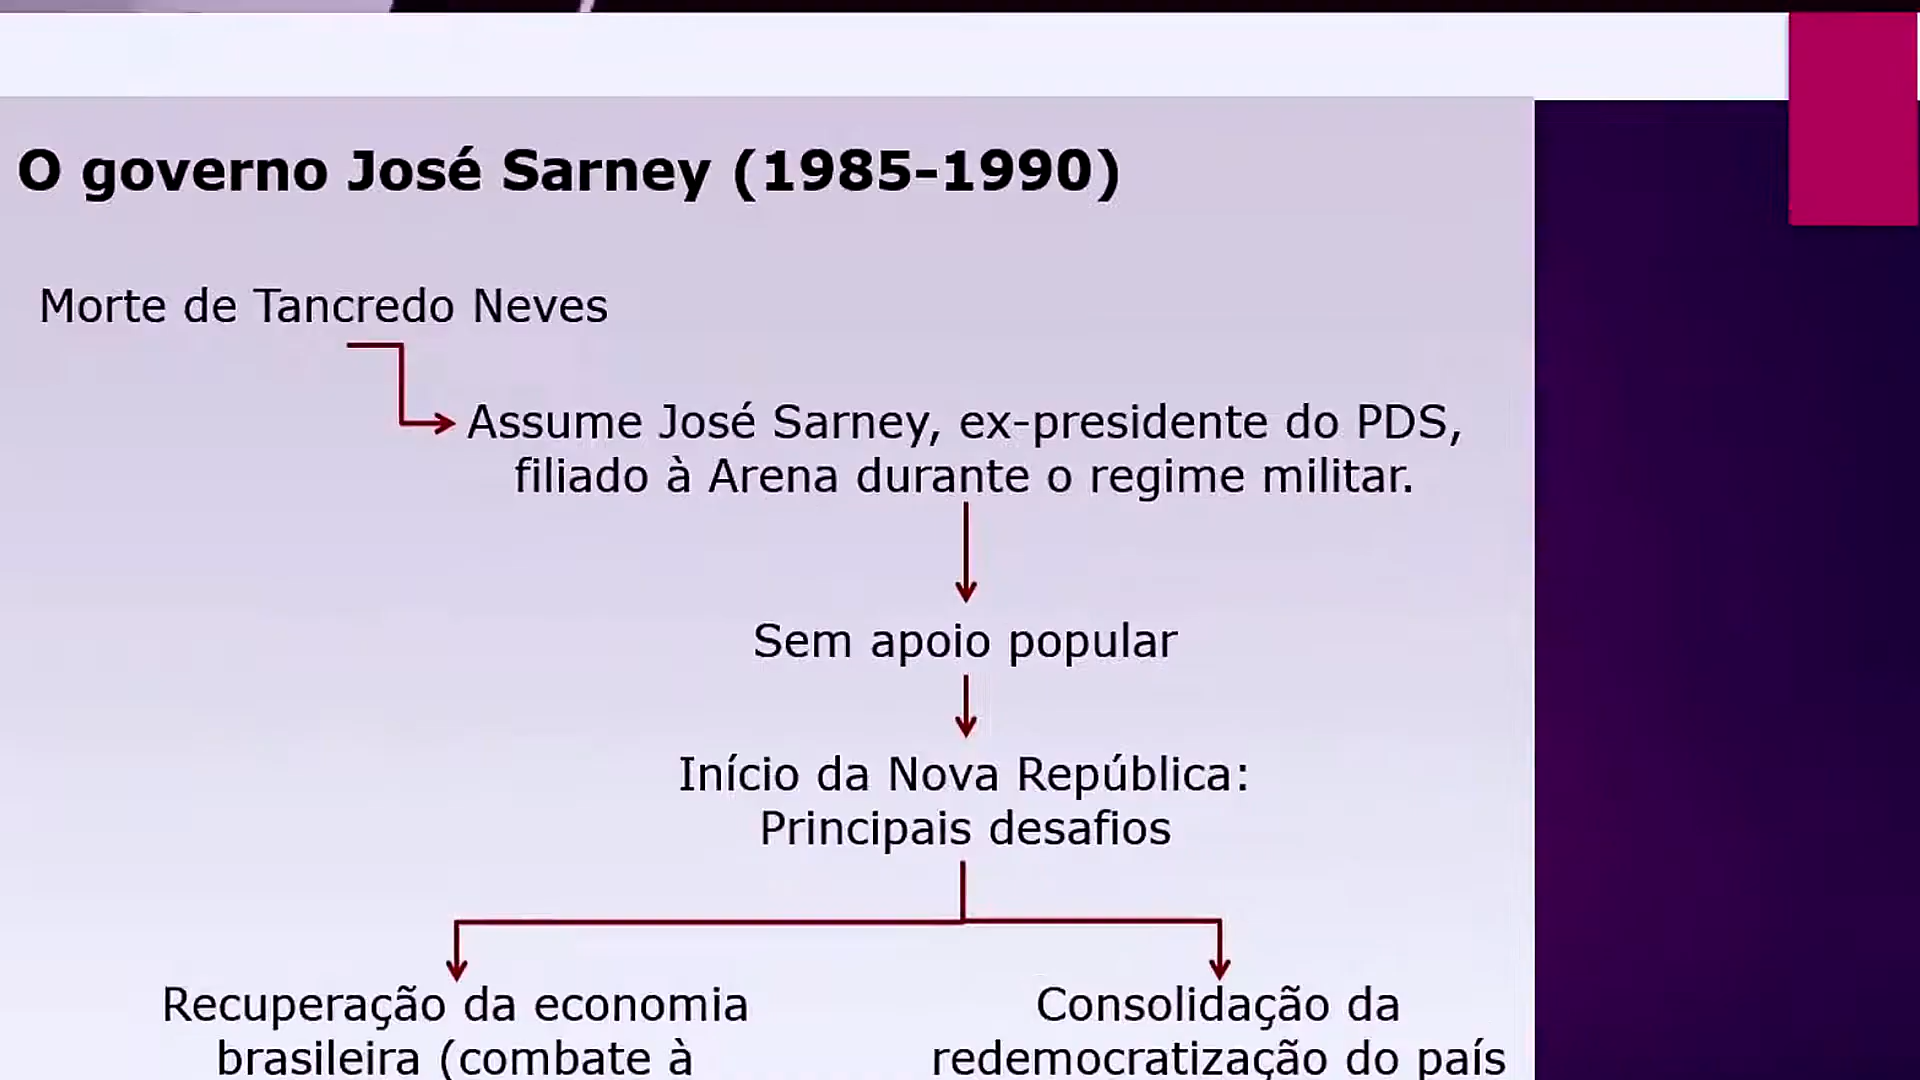 O governo José Sarney (1985-1990)
Morte de Tancredo Neves
Assume José Sarney, ex-presidente do PDS,
filiado à Arena durante o regime militar.
Sem apoio popular
Início da Nova República:
Principais desafios
Recuperação da economia
brasileira (combate à
Consolidação da
redemocratização do país